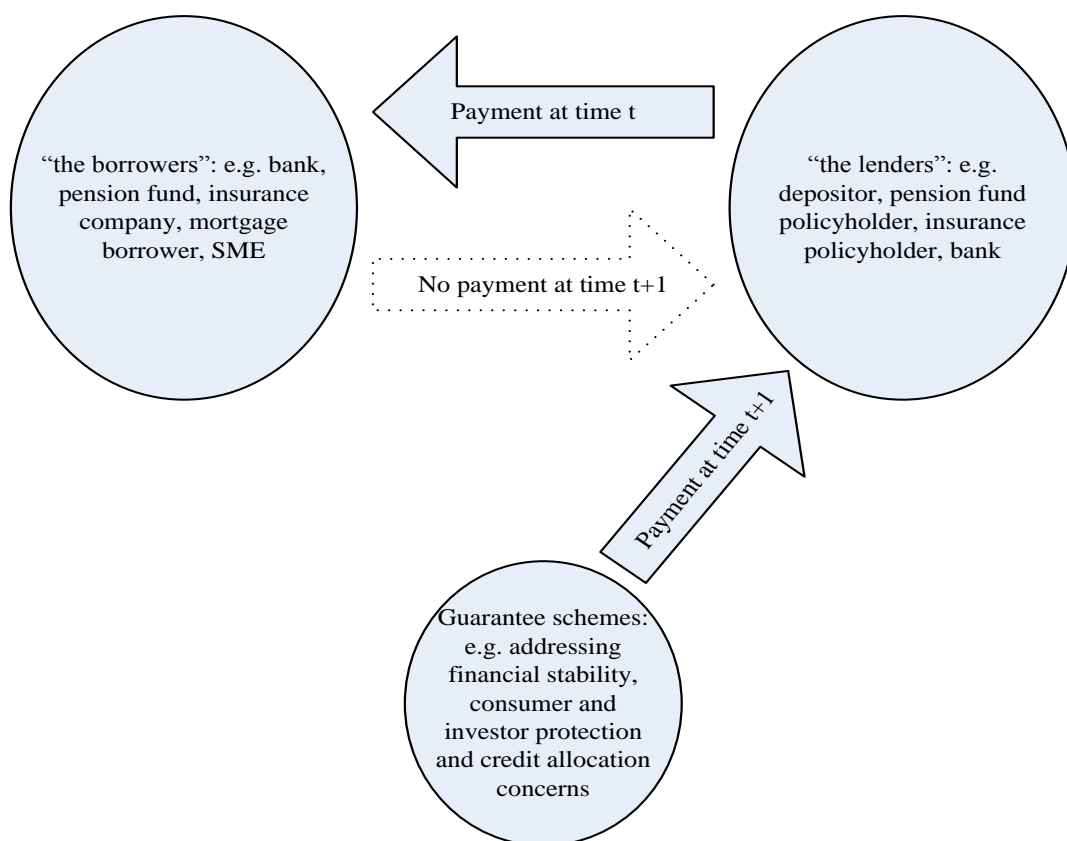 Payment at time t
“the borrowers”: e.g. bank,
pension fund, insurance
company, mortgage
borrower, SME
“the lenders”: e.g.
depositor, pension fund
policyholder, insurance
policyholder, bank
No payment at time t+1
Payment at time t+1
Guarantee schemes:
e.g. addressing
financial stability,
consumer and
investor protection
and credit allocation
concerns